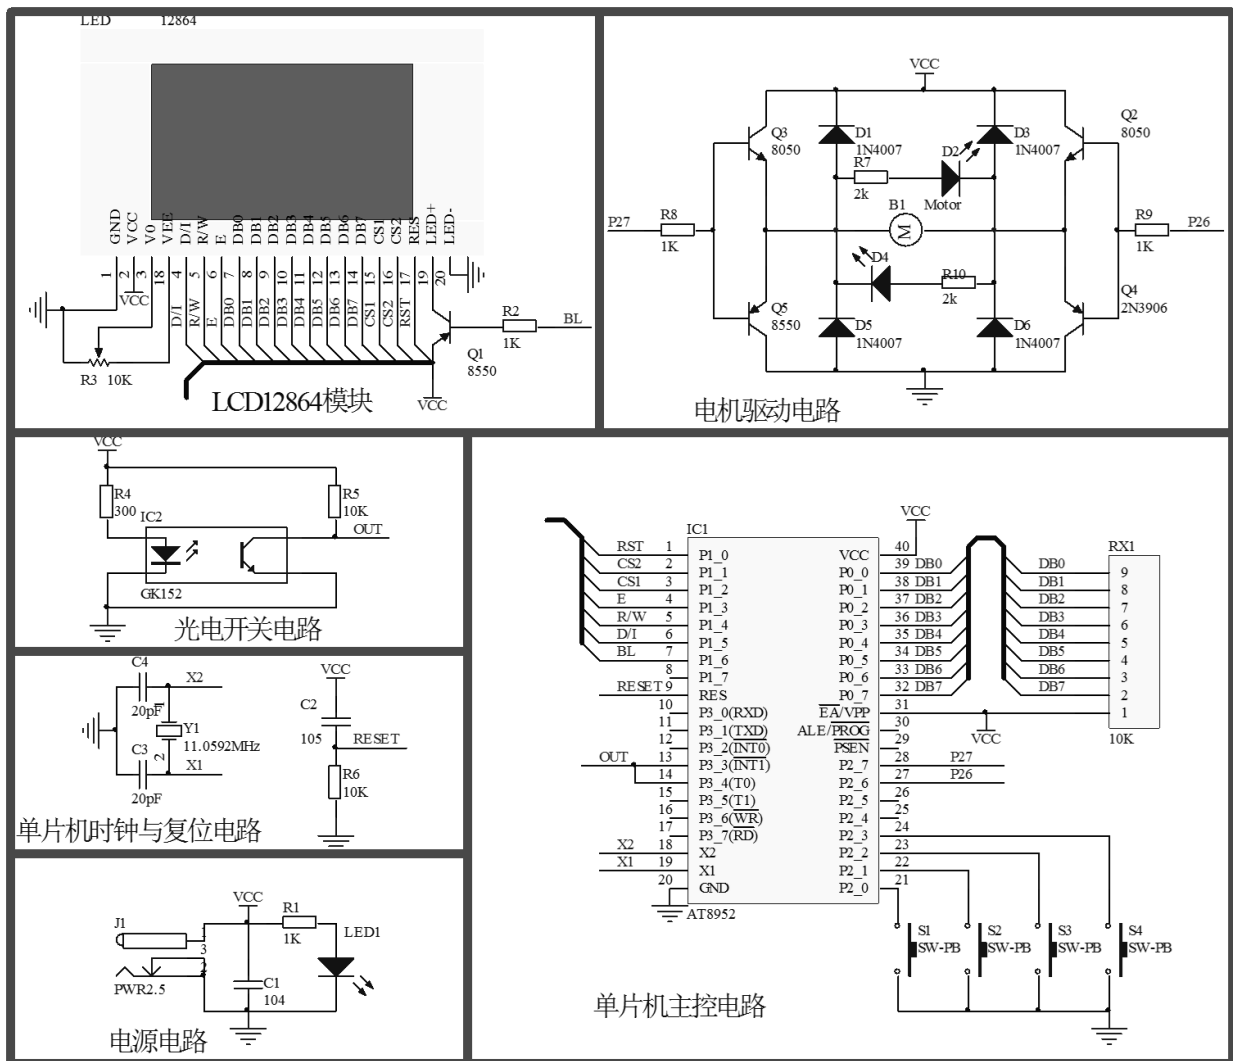 LED 12864
GND
VCC
V0
VEE
D/I
R/W
E
DB0
DB1
DB2
DB3
DB4
DB5
DB6
DB7
CS1
CS2
RES
LED+
LED-
1
2
3
18
4
5
6
7
8
9
10
11
12
13
14
15
16
17
19
20
VCC
D/I
R/W
E
DB0
DB1
DB2
DB3
DB4
DB5
DB6
DB7
CS1
CS2
RST
R2
BL
1K
Q1
8550
R3 10K
VCC
LCD12864模块
VCC
Q3
8050
D1
1N4007
D3
1N4007
Q2
8050
R7
2k
D2
Motor
B1
M
P27
R8
1K
R9
1K
P26
D4
R10
2k
Q5
8550
D5
1N4007
D6
1N4007
Q4
2N3906
电机驱动电路
VCC
R4
300
R5
10K
IC2
OUT
GK152
光电开关电路
C4
X2
20pF
1
Y1
11.0592MHz
2
C3
X1
20pF
VCC
C2
105
RESET
R6
10K
单片机时钟与复位电路
VCC
J1
1
3
2
PWR2.5
R1
1K
LED1
C1
104
电源电路
IC1
VCC
RST 1 P1_0
CS2 2 P1_1
CS1 3 P1_2
E 4 P1_3
R/W 5 P1_4
D/I 6 P1_5
BL 7 P1_6
8 P1_7
RESET 9 RES
10 P3_0(RXD)
11 P3_1(TXD)
12 P3_2(INT0)
OUT 13 P3_3(INT1)
14 P3_4(T0)
15 P3_5(T1)
16 P3_6(WR)
17 P3_7(RD)
X2 18 X2
X1 19 X1
20 GND
AT8952
VCC 40
P0_0 39 DB0
P0_1 38 DB1
P0_2 37 DB2
P0_3 36 DB3
P0_4 35 DB4
P0_5 34 DB5
P0_6 33 DB6
P0_7 32 DB7
EA/VPP 31
ALE/PROG 30
PSEN 29
P2_7 28 P27
P2_6 27 P26
P2_5 26
P2_4 25
P2_3 24
P2_2 23
P2_1 22
P2_0 21
VCC
RX1
DB0 9
DB1 8
DB2 7
DB3 6
DB4 5
DB5 4
DB6 3
DB7 2
1
10K
S1
SW-PB
S2
SW-PB
S3
SW-PB
S4
SW-PB
单片机主控电路